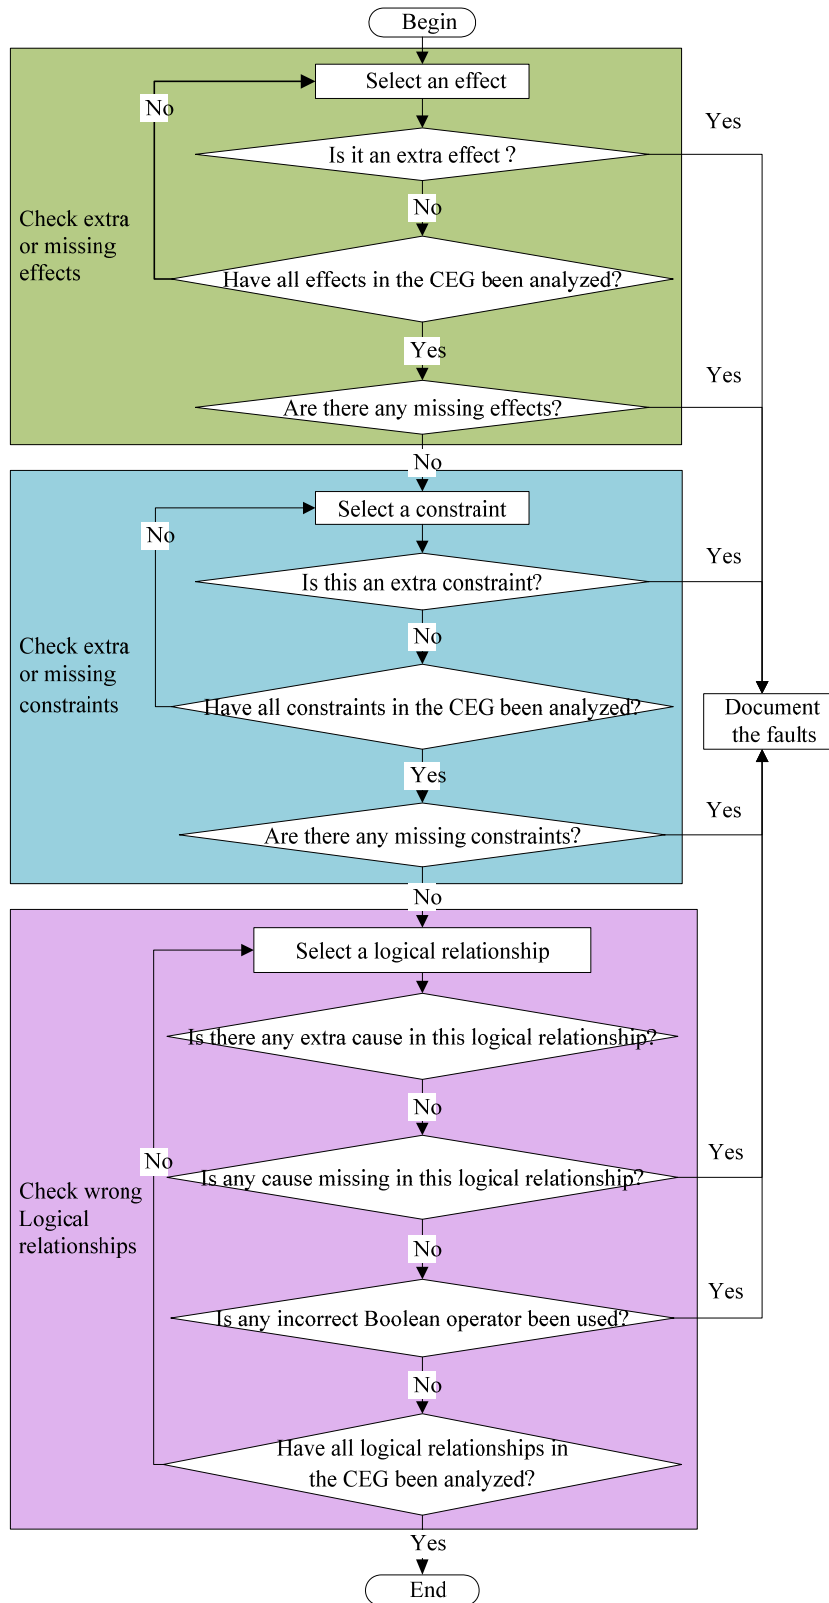 Begin
Select an effect
No
Yes
Is it an extra effect ?
No
Check extra
or missing
effects
Have all effects in the CEG been analyzed?
Yes
Yes
Are there any missing effects?
No
Select a constraint
No
Yes
Is this an extra constraint?
No
Check extra
or missing
constraints
Have all constraints in the CEG been analyzed?
Document
the faults
Yes
Yes
Are there any missing constraints?
No
Select a logical relationship
Is there any extra cause in this logical relationship?
No
No
Yes
Is any cause missing in this logical relationship?
Check wrong
Logical
relationships
No
Yes
Is any incorrect Boolean operator been used?
No
Have all logical relationships in
the CEG been analyzed?
Yes
End